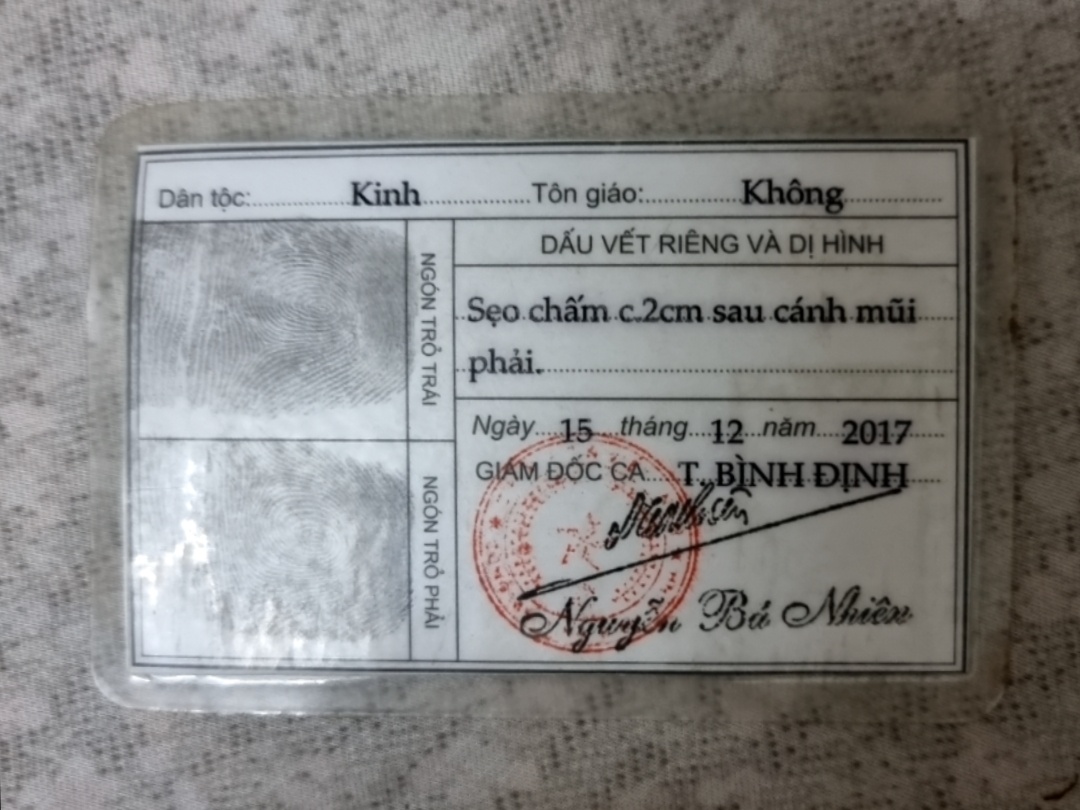 Dân tộc: Kinh Tôn giáo: Không
NGÓN TRỎ TRÁI
DẤU VẾT RIÊNG VÀ DỊ HÌNH
Sẹo chấm c.2cm sau cánh mũi
phải.
NGÓN TRỎ PHẢI
Ngày 15 tháng 12 năm 2017
GIÁM ĐỐC CA T. BÌNH ĐỊNH
Nguyễn Bá Nhiên